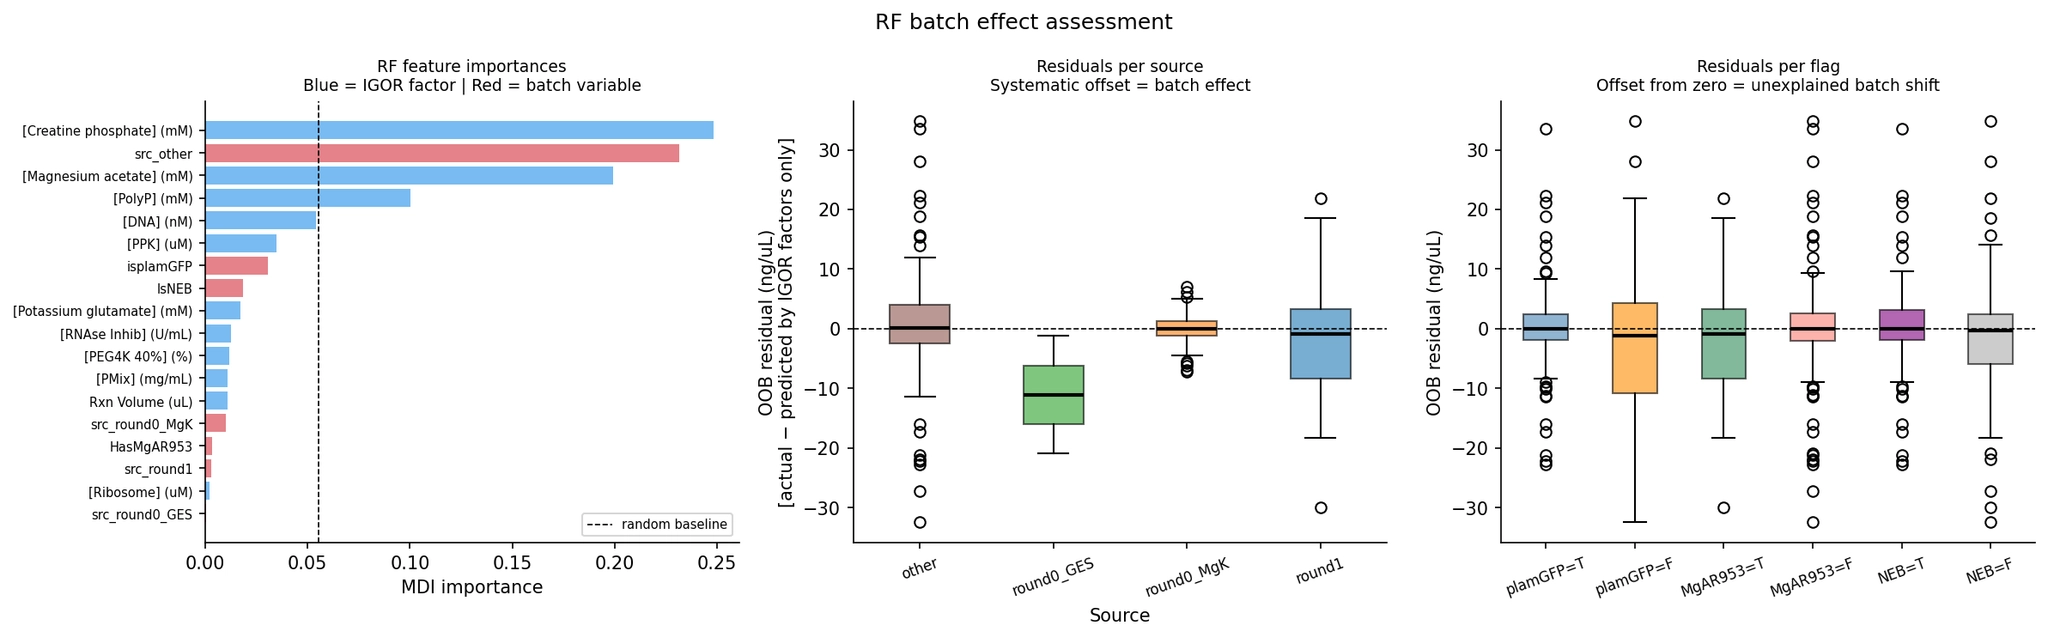 RF batch effect assessment
RF feature importances
Blue = IGOR factor | Red = batch variable
[Creatine phosphate] (mM)
src_other
[Magnesium acetate] (mM)
[PolyP] (mM)
[DNA] (nM)
[PPK] (uM)
isplamGFP
IsNEB
[Potassium glutamate] (mM)
[RNAse Inhib] (U/mL)
[PEG4K 40%] (%)
[PMix] (mg/mL)
Rxn Volume (uL)
src_round0_MgK
HasMgAR953
src_round1
[Ribosome] (uM)
src_round0_GES
random baseline
0.00 0.05 0.10 0.15 0.20 0.25
MDI importance
Residuals per source
Systematic offset = batch effect
OOB residual (ng/uL)
[actual − predicted by IGOR factors only]
30
20
10
0
−10
−20
−30
other round0_GES round0_MgK round1
Source
Residuals per flag
Offset from zero = unexplained batch shift
OOB residual (ng/uL)
30
20
10
0
−10
−20
−30
plamGFP=T plamGFP=F MgAR953=T MgAR953=F NEB=T NEB=F